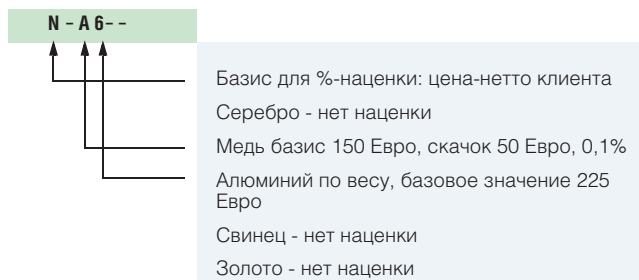 N - A 6 - -
Базис для %-наценки: цена-нетто клиента
Серебро - нет наценки
Медь базис 150 Евро, скачок 50 Евро, 0,1%
Алюминий по весу, базовое значение 225
Евро
Свинец - нет наценки
Золото - нет наценки